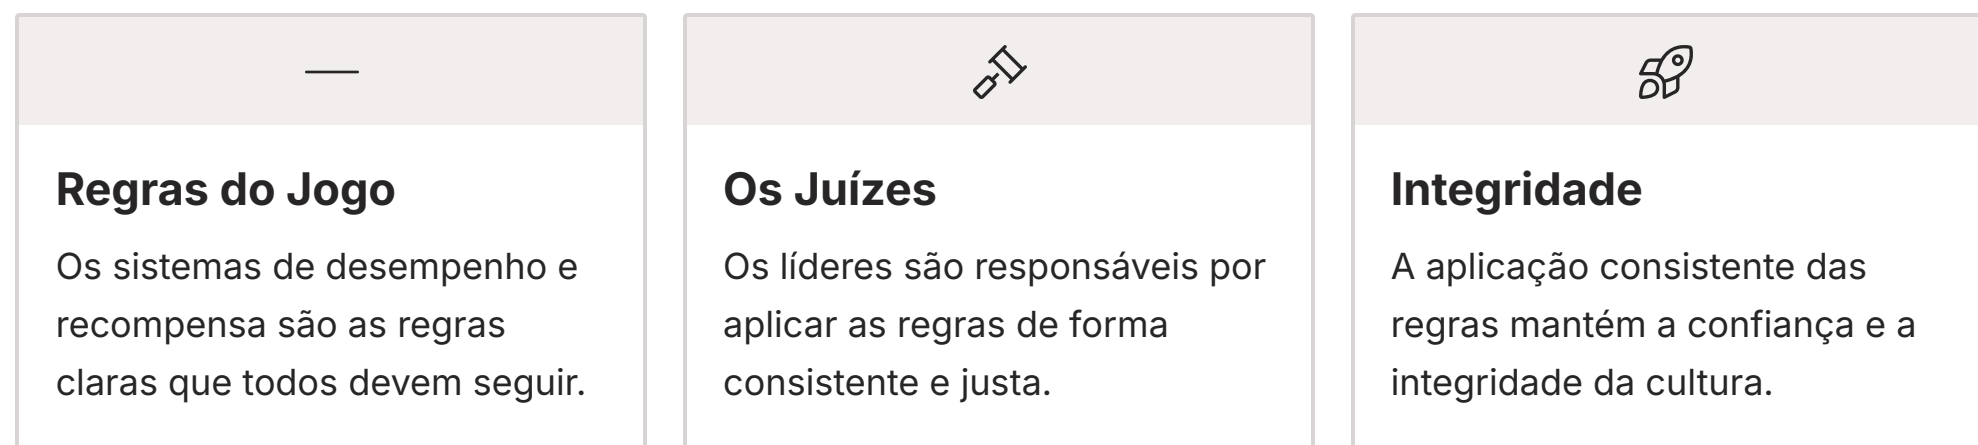 Regras do Jogo
Os sistemas de desempenho e
recompensa são as regras
claras que todos devem seguir.
Os Juízes
Os líderes são responsáveis por
aplicar as regras de forma
consistente e justa.
Integridade
A aplicação consistente das
regras mantém a confiança e a
integridade da cultura.